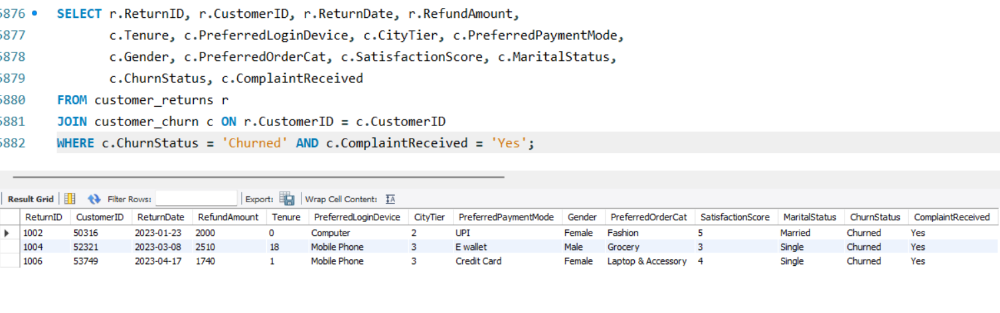 5876 SELECT r.ReturnID, r.CustomerID, r.ReturnDate, r.RefundAmount,
5877 c.Tenure, c.PreferredLoginDevice, c.CityTier, c.PreferredPaymentMode,
5878 c.Gender, c.PreferredOrderCat, c.SatisfactionScore, c.MaritalStatus,
5879 c.ChurnStatus, c.ComplaintReceived
5880 FROM customer_returns r
5881 JOIN customer_churn c ON r.CustomerID = c.CustomerID
5882 WHERE c.ChurnStatus = 'Churned' AND c.ComplaintReceived = 'Yes';
Result Grid Filter Rows: Export: Wrap Cell Content:
ReturnID CustomerID ReturnDate RefundAmount Tenure PreferredLoginDevice CityTier PreferredPaymentMode Gender PreferredOrderCat SatisfactionScore MaritalStatus ChurnStatus ComplaintReceived
1002 50316 2023-01-23 2000 0 Computer 2 UPI Female Fashion 5 Married Churned Yes
1004 52321 2023-03-08 2510 18 Mobile Phone 3 E wallet Male Grocery 3 Single Churned Yes
1006 53749 2023-04-17 1740 1 Mobile Phone 3 Credit Card Female Laptop & Accessory 4 Single Churned Yes